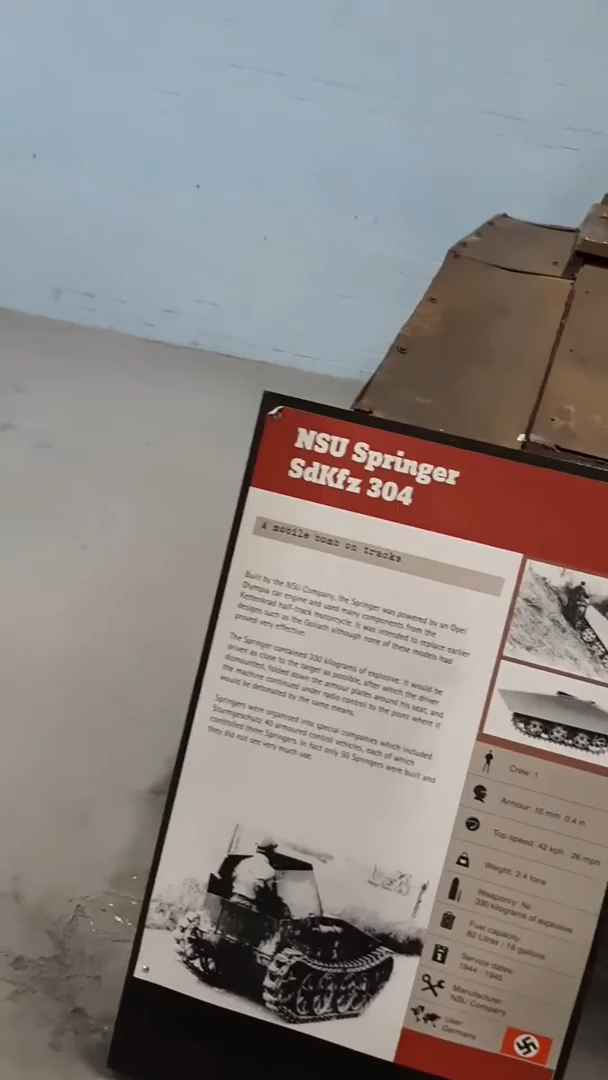 NSU Springer
SdKfz 304
A mobile bomb on tracks
Built by the NSU Company, the Springer was powered by an Opel
Olympia car engine and used many components from the
Kettenkrad half-track motorcycle. It was intended to replace earlier
designs such as the Goliath although none of these models had
proved very effective.
The Springer contained 330 kilograms of explosive. It would be
driven as close to the target as possible, after which the driver
dismounted, folded down the armour plates around his seat, and
the machine continued under radio control to the point where it
would be detonated by the same means.
Springers were organised into special companies which included
Sturmgeschutz 40 armoured control vehicles, each of which
controlled three Springers. In fact only 50 Springers were built and
they did not see very much use.
Crew: 1
Armour: 10 mm 0.4 in
Top speed: 42 kph 26 mph
Weight: 2.4 tons
Weaponry: Nil
330 kilograms of explosive
Fuel capacity:
82 Litres / 18 gallons
Service dates:
1944 - 1945
Manufacturer:
NSU Company
User:
Germany